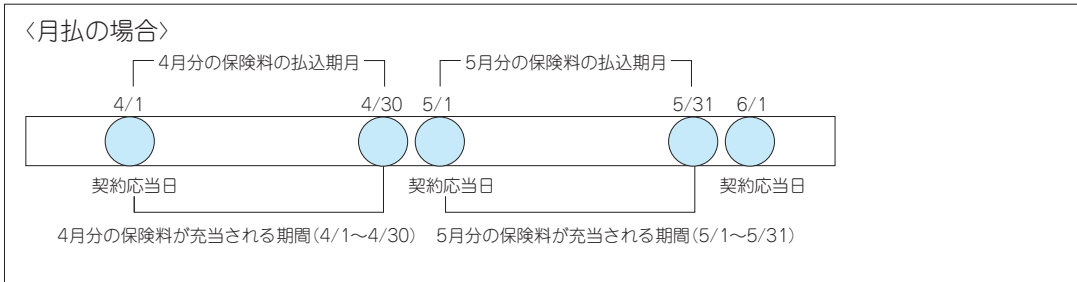 〈月払の場合〉
4月分の保険料の払込期月 5月分の保険料の払込期月
4/1 4/30 5/1 5/31 6/1
契約応当日 契約応当日 契約応当日
4月分の保険料が充当される期間(4/1～4/30) 5月分の保険料が充当される期間(5/1～5/31)